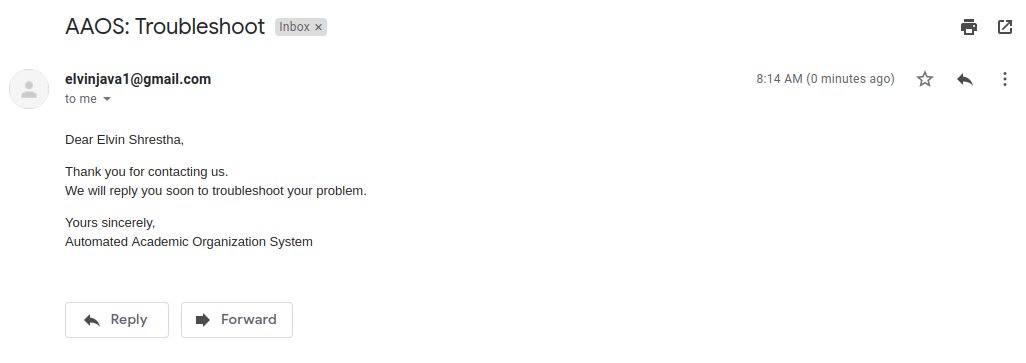 AAOS: Troubleshoot Inbox ×
elvinjava1@gmail.com 8:14 AM (0 minutes ago)
to me
Dear Elvin Shrestha,
Thank you for contacting us.
We will reply you soon to troubleshoot your problem.
Yours sincerely,
Automated Academic Organization System
Reply Forward